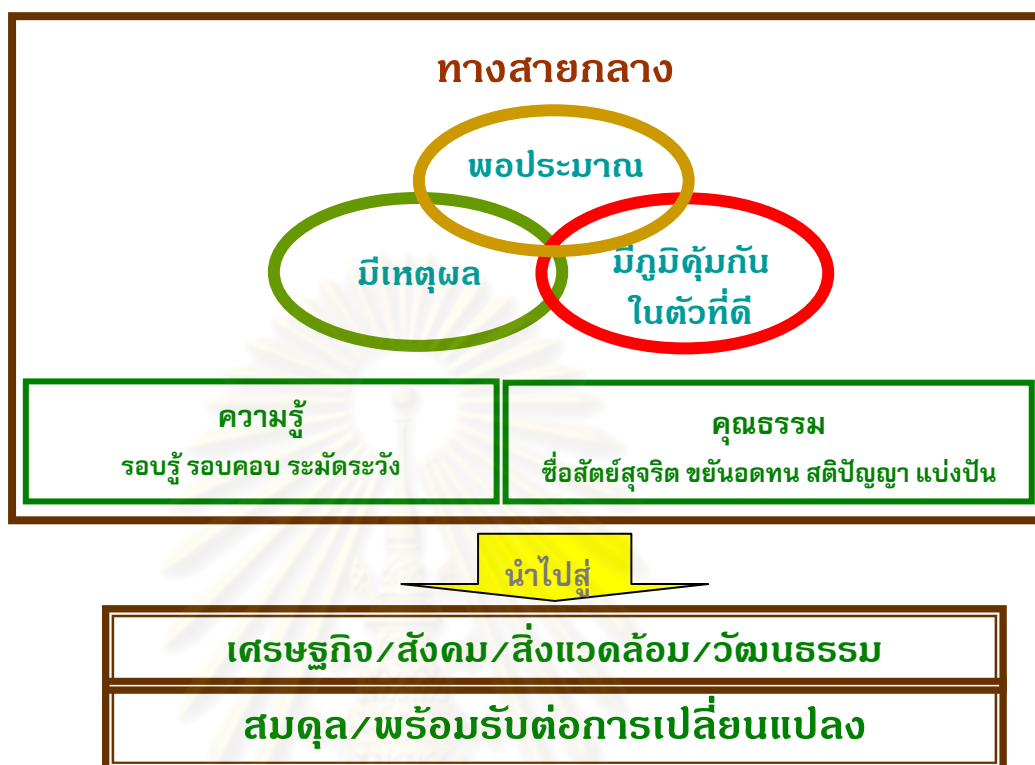 ทางสายกลาง
พอประมาณ
มีเหตุผล
มีภูมิคุ้มกัน
ในตัวที่ดี
ความรู้
รอบรู้ รอบคอบ ระมัดระวัง
คุณธรรม
ซื่อสัตย์สุจริต ขยันอดทน สติปัญญา แบ่งปัน
นำไปสู่
เศรษฐกิจ/สังคม/สิ่งแวดล้อม/วัฒนธรรม
สมดุล/พร้อมรับต่อการเปลี่ยนแปลง